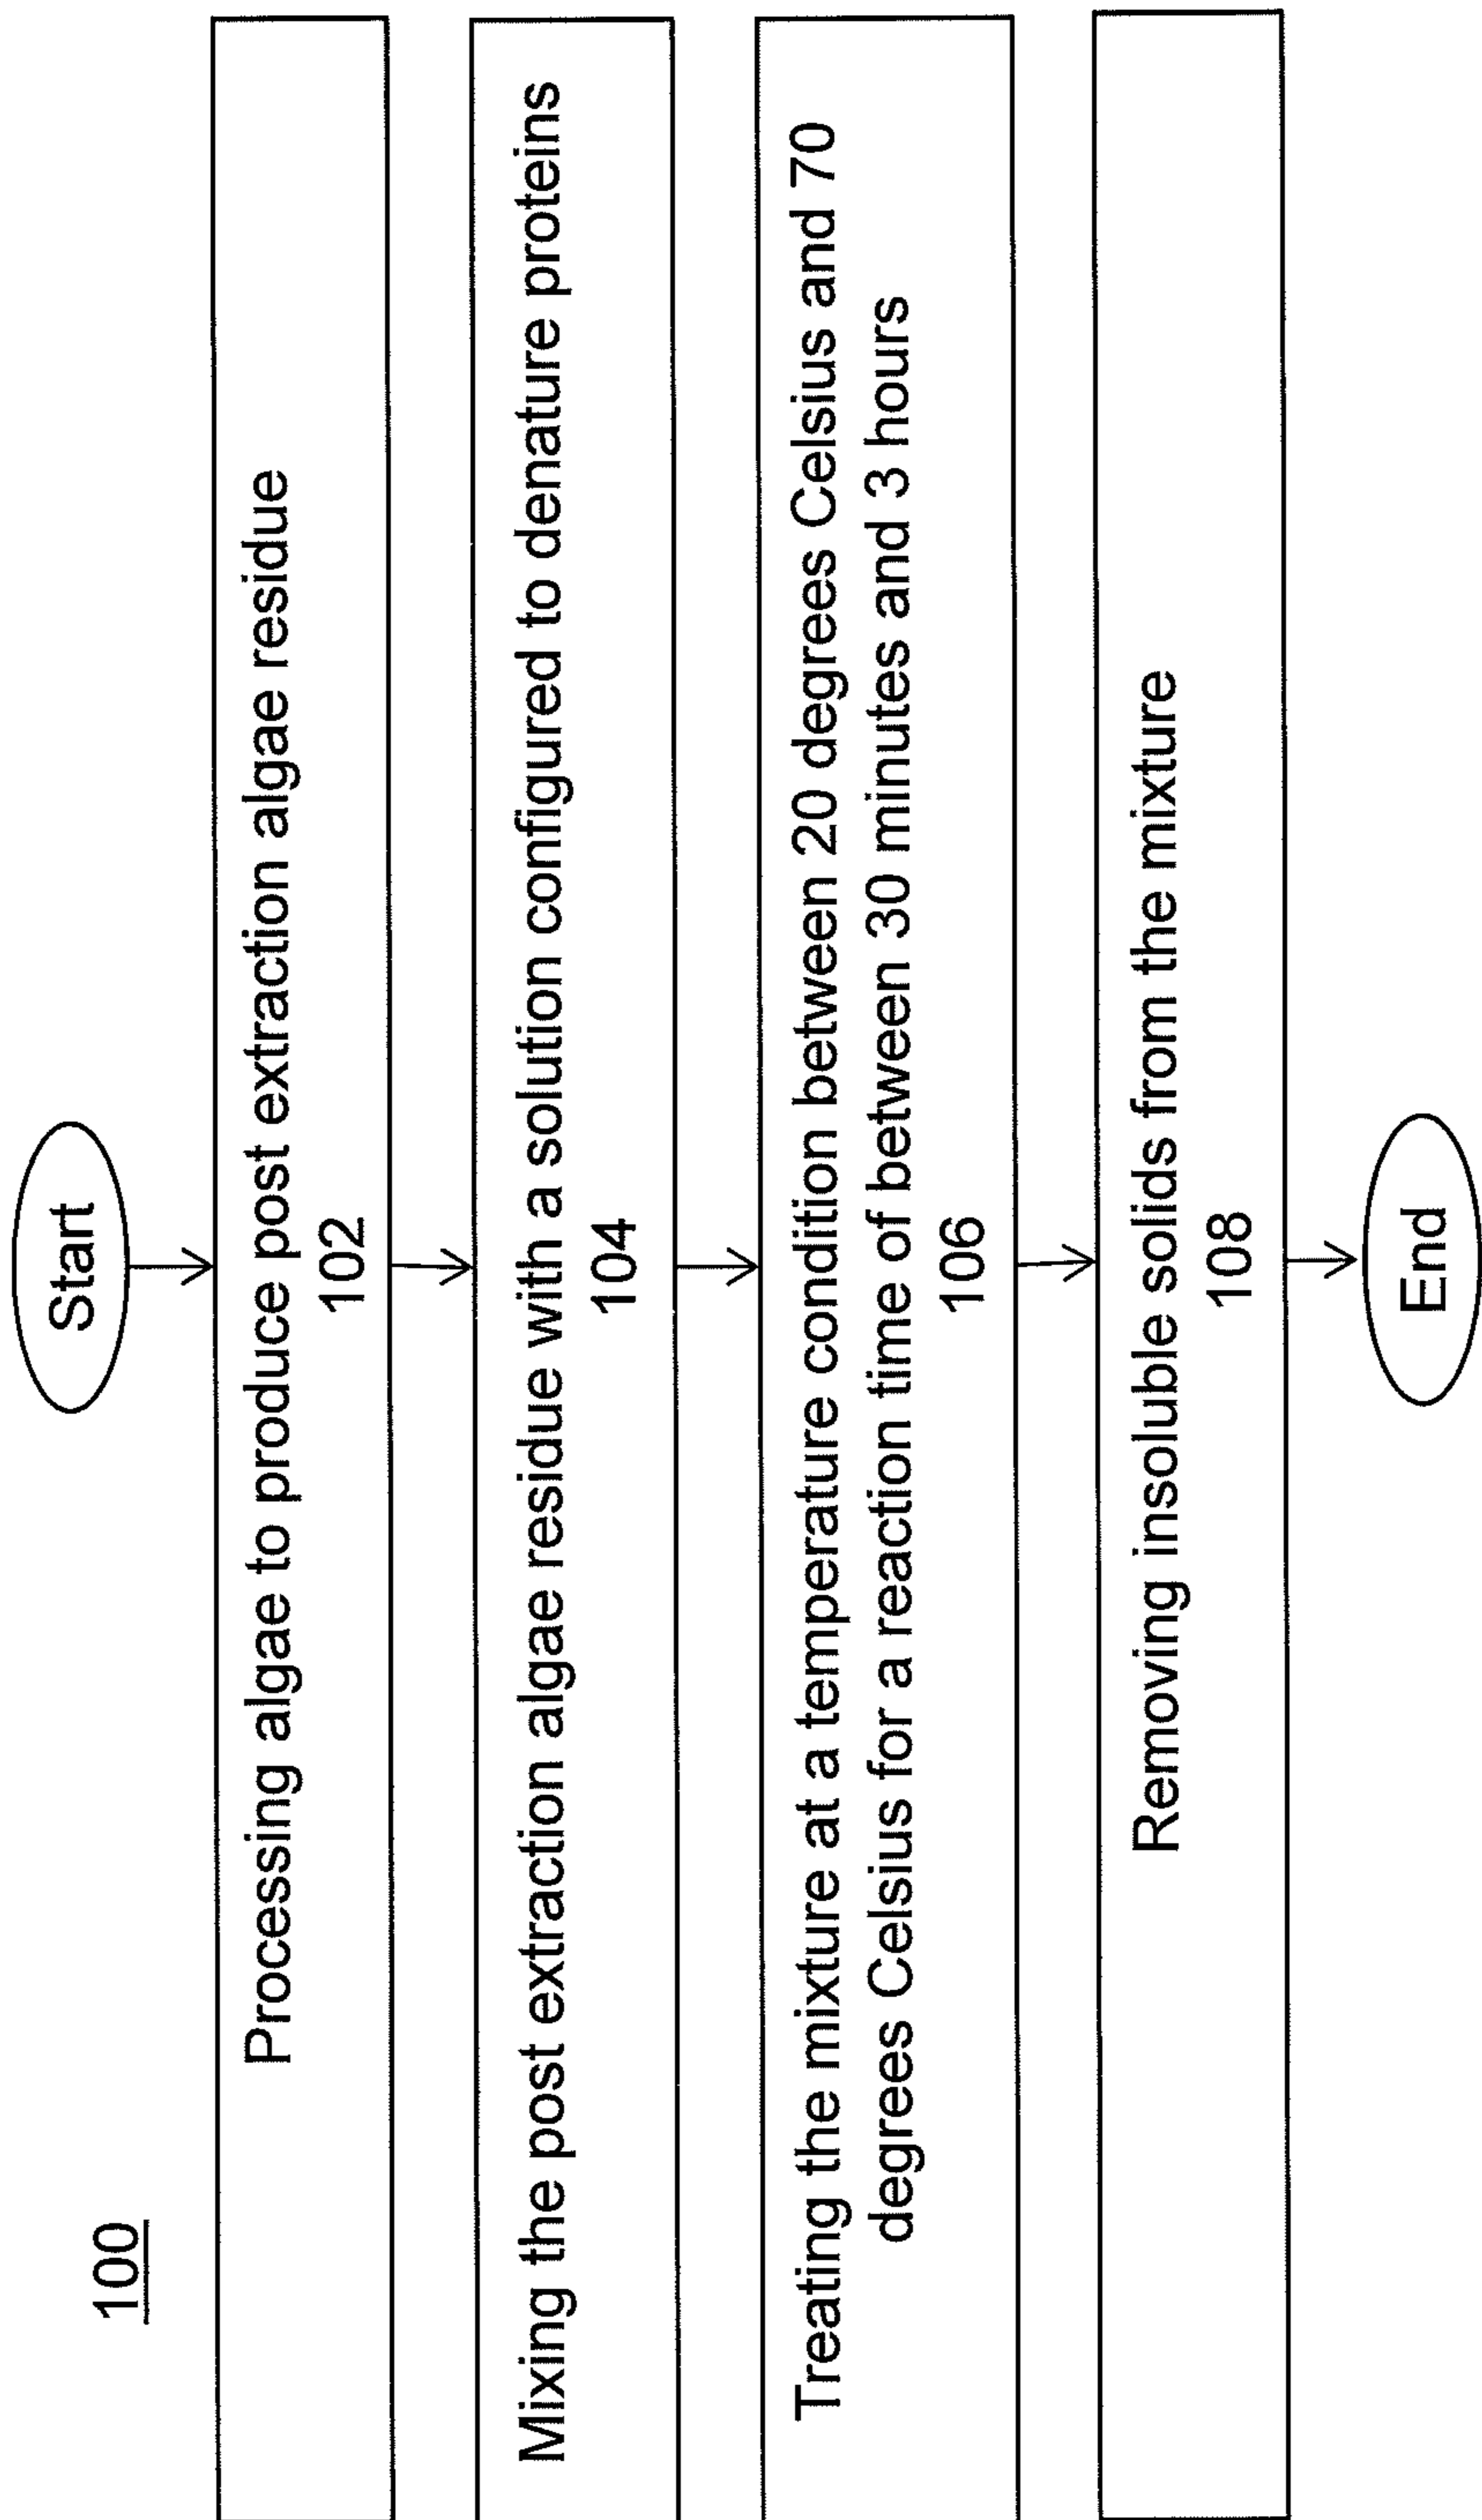 100
Start
Processing algae to produce post extraction algae residue
102
Mixing the post extraction algae residue with a solution configured to denature proteins
104
Treating the mixture at a temperature condition between 20 degrees Celsius and 70
degrees Celsius for a reaction time of between 30 minutes and 3 hours
106
Removing insoluble solids from the mixture
108
End